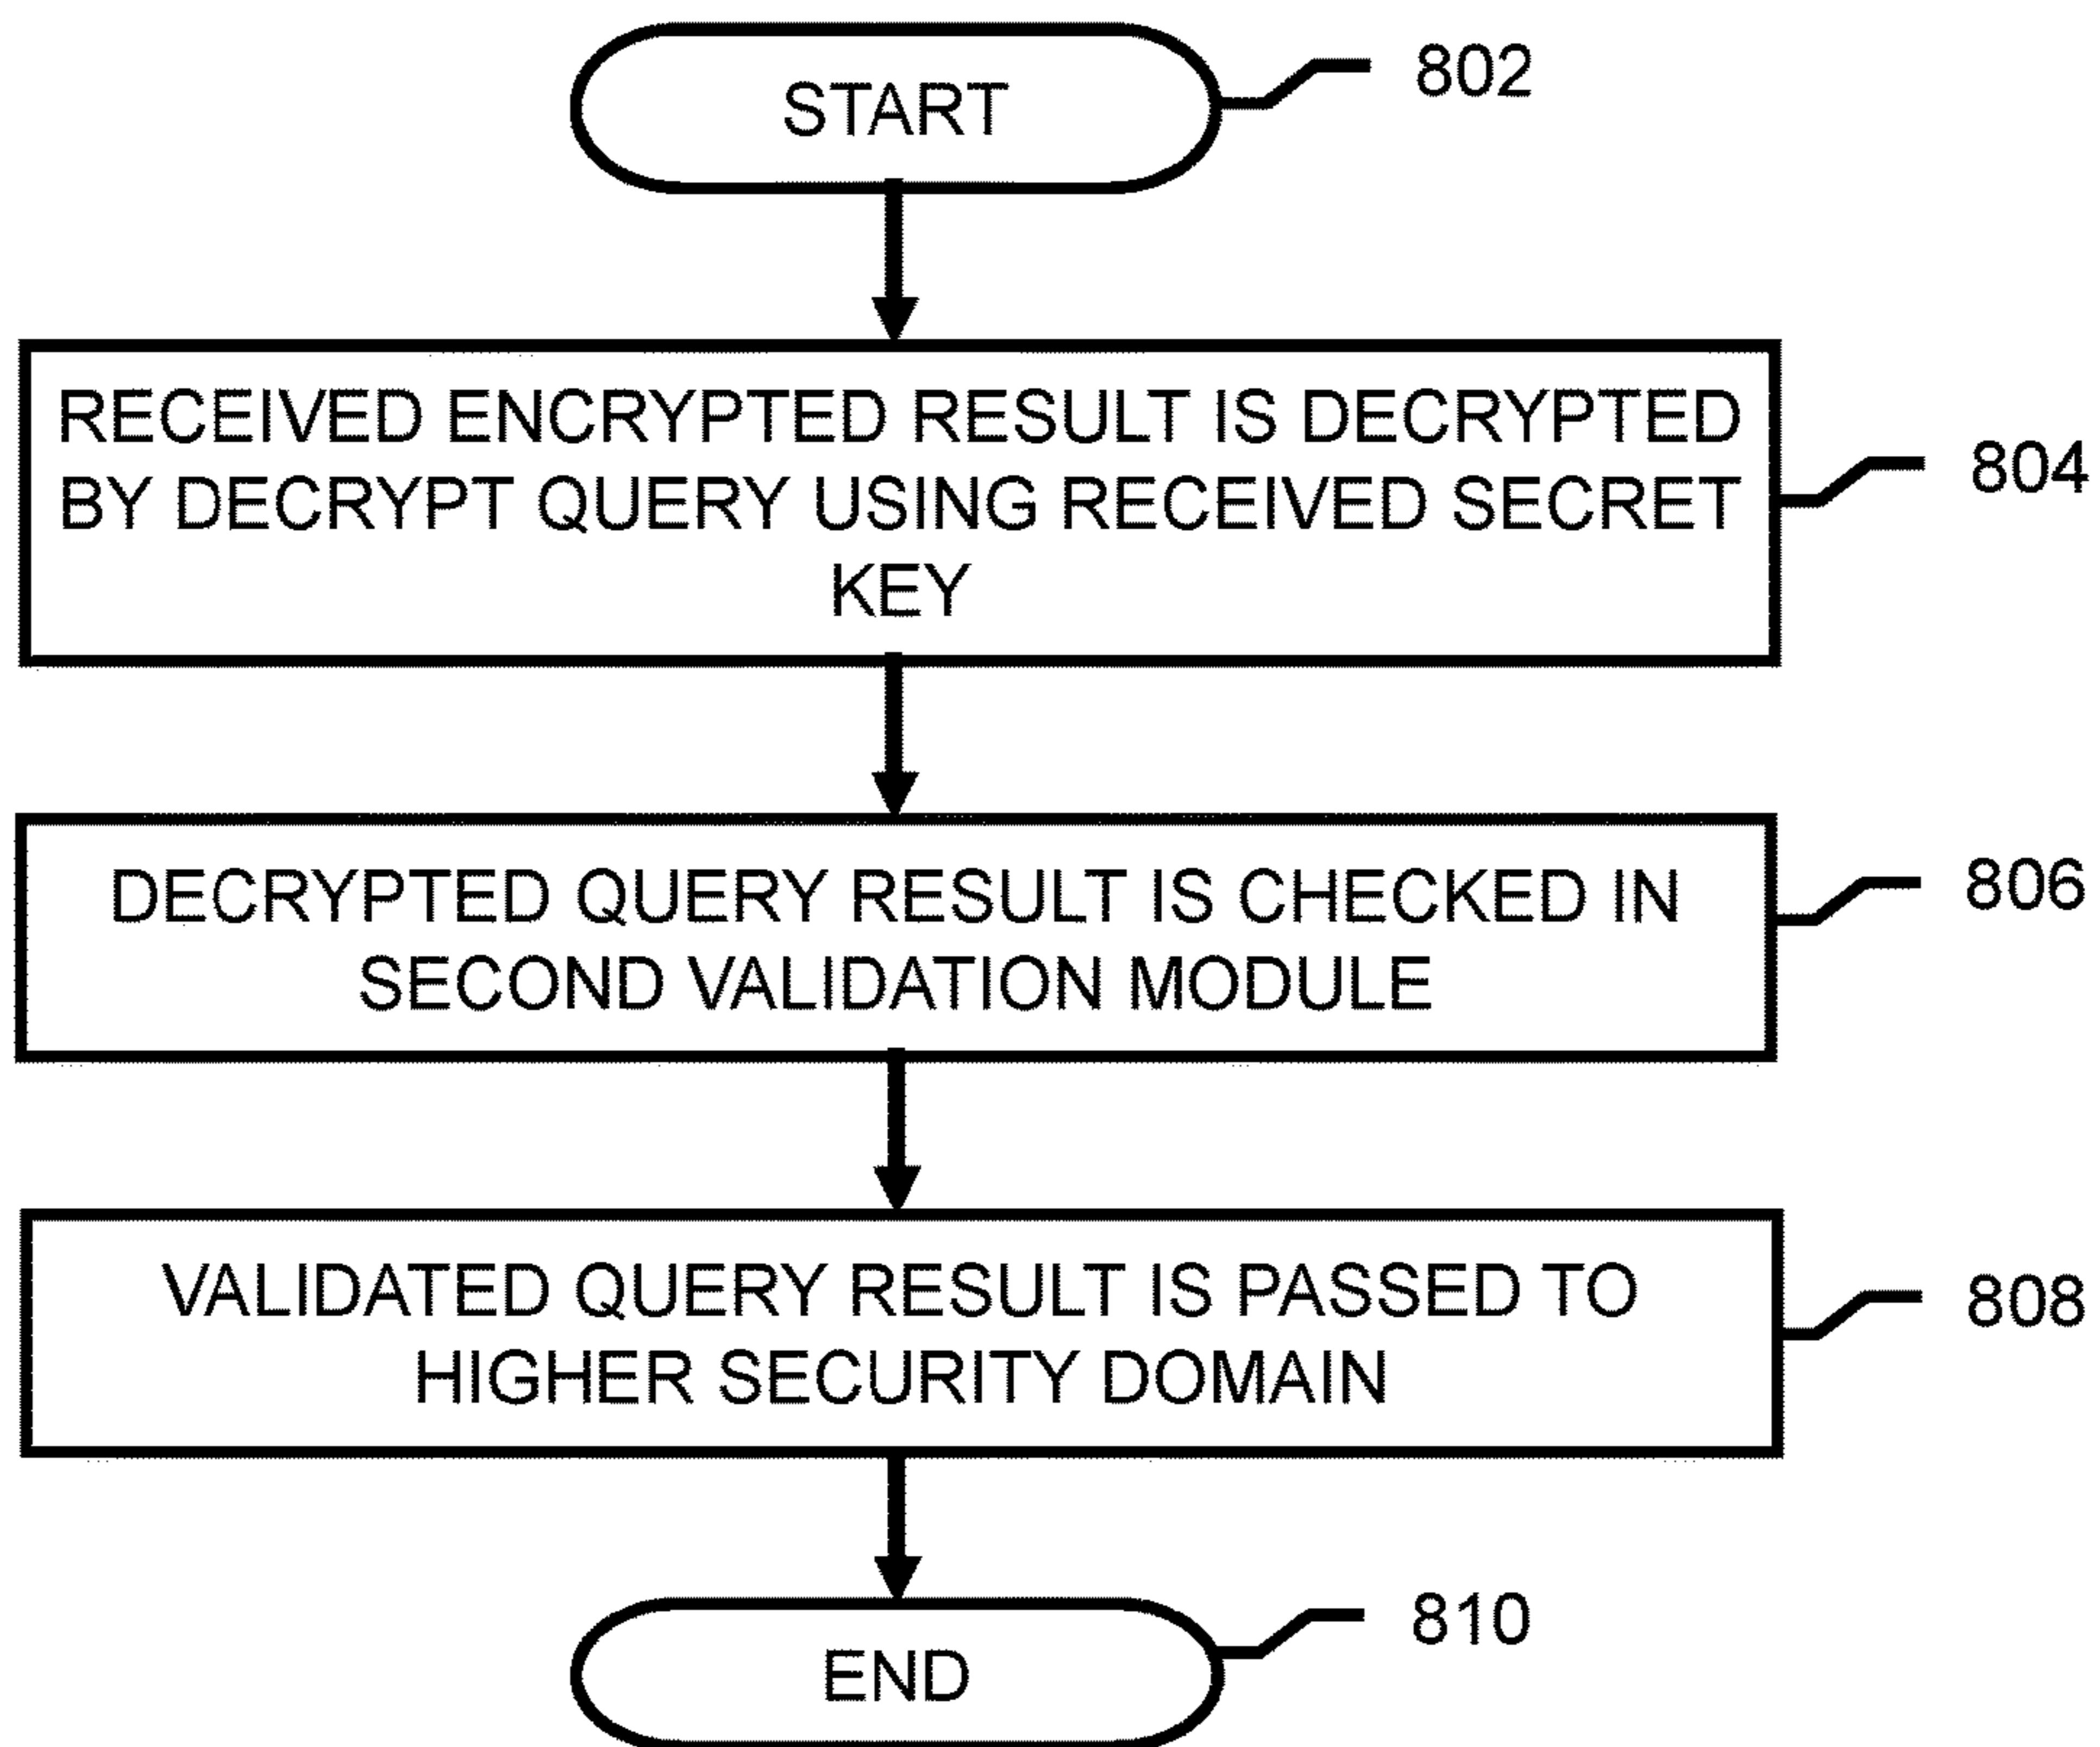 START
802
RECEIVED ENCRYPTED RESULT IS DECRYPTED
BY DECRYPT QUERY USING RECEIVED SECRET
KEY
804
DECRYPTED QUERY RESULT IS CHECKED IN
SECOND VALIDATION MODULE
806
VALIDATED QUERY RESULT IS PASSED TO
HIGHER SECURITY DOMAIN
808
END
810